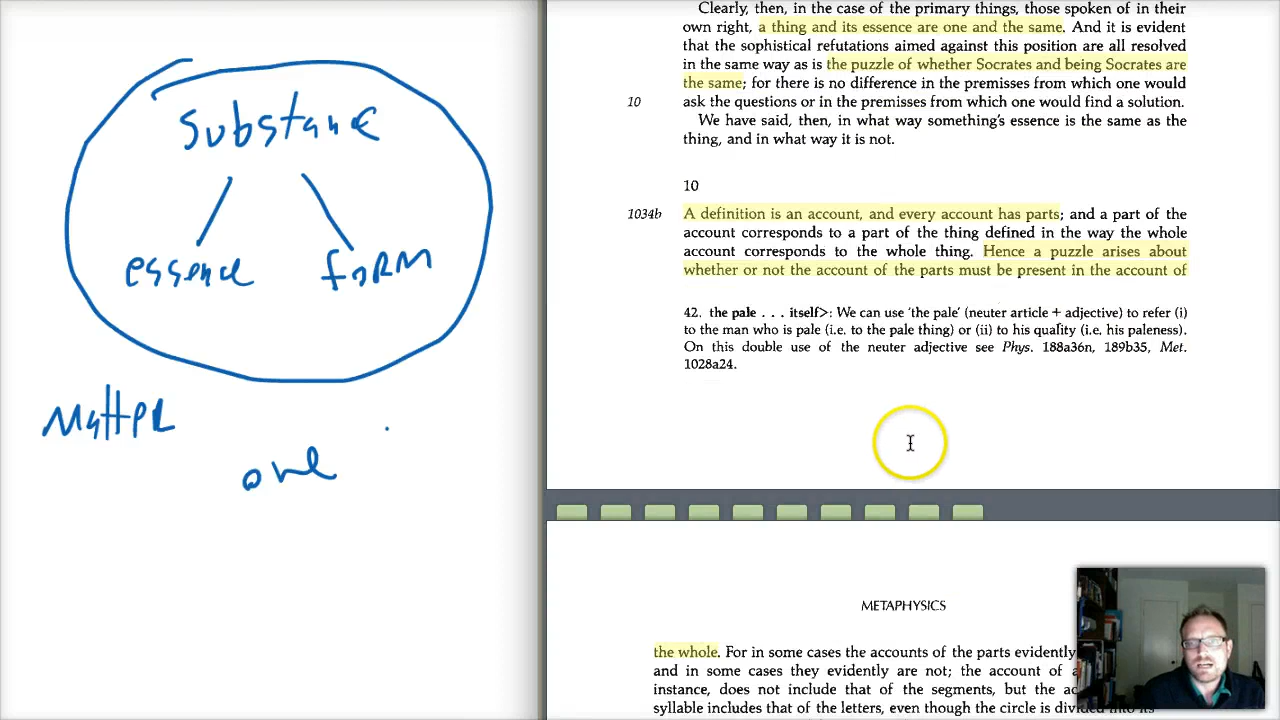 Substance
essence
form
Matter
one
Clearly, then, in the case of the primary things, those spoken of in their
own right, a thing and its essence are one and the same. And it is evident
that the sophistical refutations aimed against this position are all resolved
in the same way as is the puzzle of whether Socrates and being Socrates are
the same; for there is no difference in the premisses from which one would
10 ask the questions or in the premisses from which one would find a solution.
We have said, then, in what way something's essence is the same as the
thing, and in what way it is not.
10
1034b A definition is an account, and every account has parts; and a part of the
account corresponds to a part of the thing defined in the way the whole
account corresponds to the whole thing. Hence a puzzle arises about
whether or not the account of the parts must be present in the account of
42. the pale . . . itself>: We can use 'the pale' (neuter article + adjective) to refer (i)
to the man who is pale (i.e. to the pale thing) or (ii) to his quality (i.e. his paleness).
On this double use of the neuter adjective see Phys. 188a36n, 189b35, Met.
1028a24.
METAPHYSICS
the whole. For in some cases the accounts of the parts evidently
and in some cases they evidently are not; the account of a
instance, does not include that of the segments, but the
syllable includes that of the letters, even though the circle is divided into its